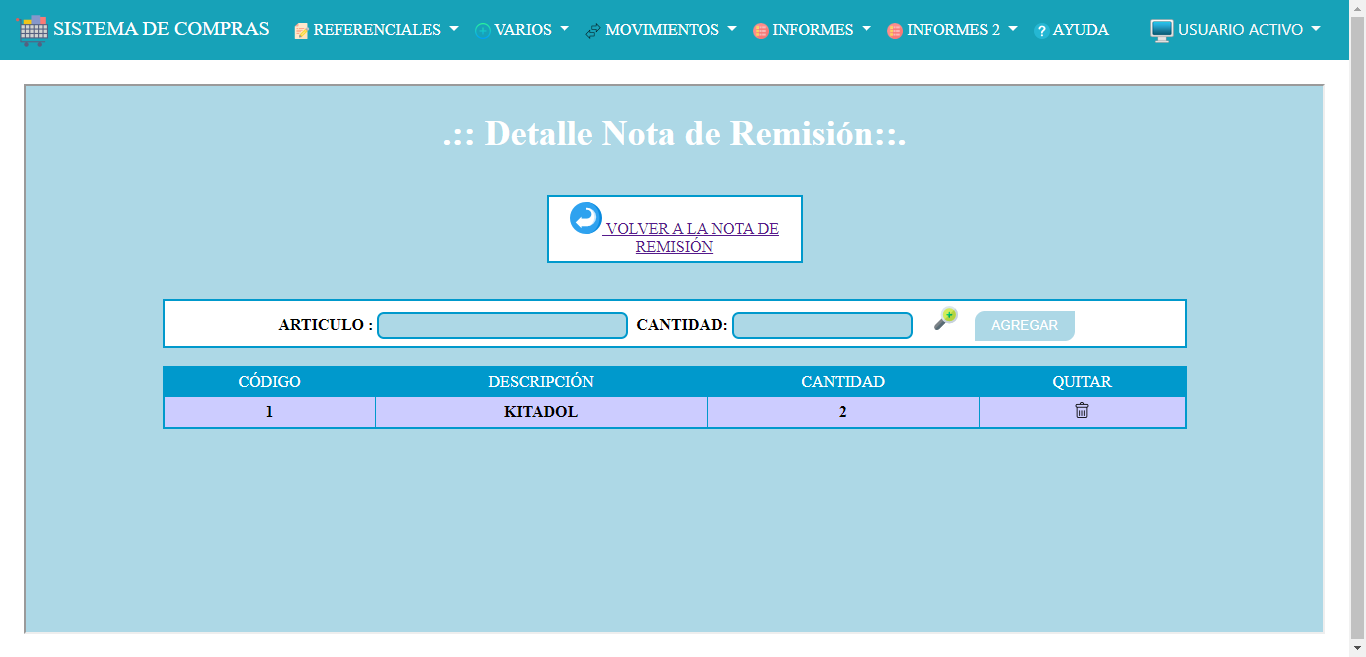 SISTEMA DE COMPRAS REFERENCIALES VARIOS MOVIMIENTOS INFORMES INFORMES 2 ? AYUDA USUARIO ACTIVO
.:: Detalle Nota de Remisión::.
VOLVER A LA NOTA DE
REMISIÓN
ARTICULO : CANTIDAD: AGREGAR
CÓDIGO DESCRIPCIÓN CANTIDAD QUITAR
1 KITADOL 2